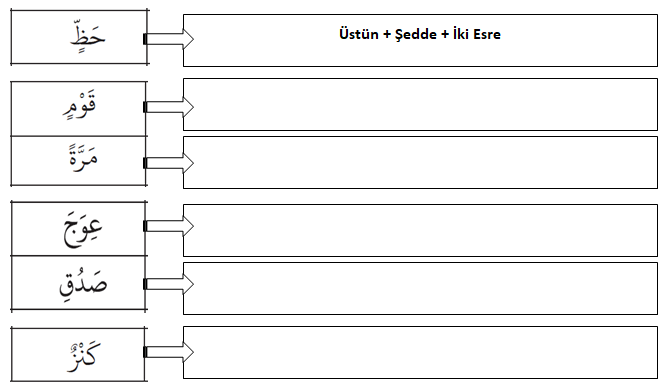 حَظٍّ
Üstün + Şedde + İki Esre
قَوْمٍ
مَرَّةً
عِوَجَ
صَدُقِ
كَنْزٌ